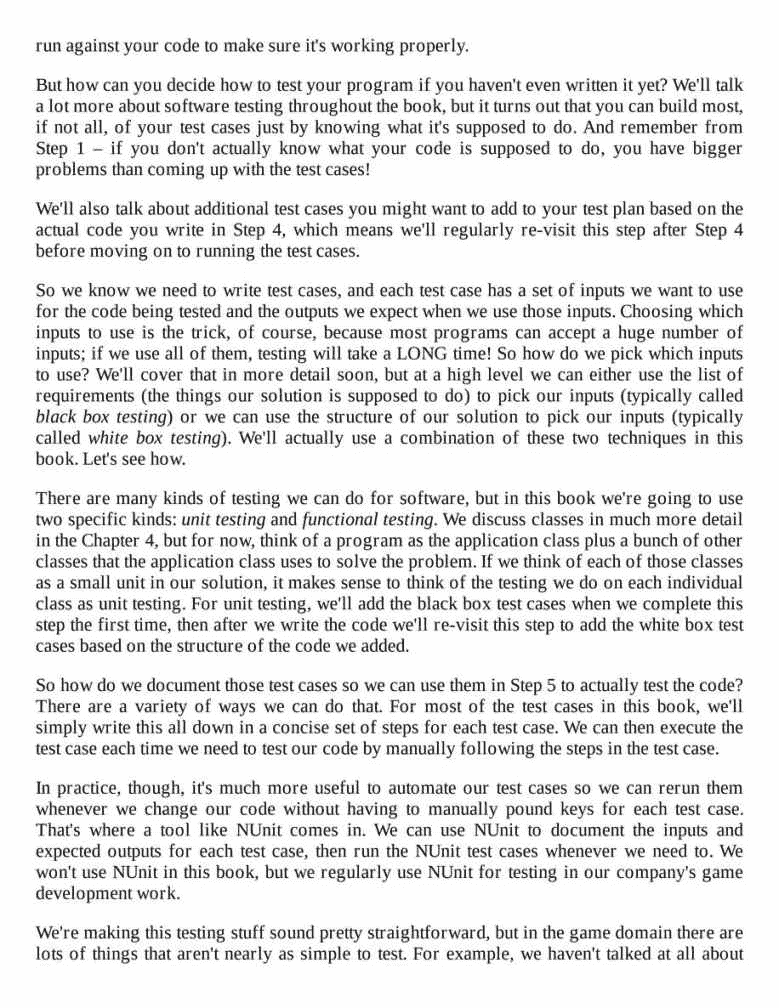 run against your code to make sure it's working properly.
But how can you decide how to test your program if you haven't even written it yet? We'll talk
a lot more about software testing throughout the book, but it turns out that you can build most,
if not all, of your test cases just by knowing what it's supposed to do. And remember from
Step 1 – if you don't actually know what your code is supposed to do, you have bigger
problems than coming up with the test cases!
We'll also talk about additional test cases you might want to add to your test plan based on the
actual code you write in Step 4, which means we'll regularly re-visit this step after Step 4
before moving on to running the test cases.
So we know we need to write test cases, and each test case has a set of inputs we want to use
for the code being tested and the outputs we expect when we use those inputs. Choosing which
inputs to use is the trick, of course, because most programs can accept a huge number of
inputs; if we use all of them, testing will take a LONG time! So how do we pick which inputs
to use? We'll cover that in more detail soon, but at a high level we can either use the list of
requirements (the things our solution is supposed to do) to pick our inputs (typically called
black box testing) or we can use the structure of our solution to pick our inputs (typically
called white box testing). We'll actually use a combination of these two techniques in this
book. Let's see how.
There are many kinds of testing we can do for software, but in this book we're going to use
two specific kinds: unit testing and functional testing. We discuss classes in much more detail
in the Chapter 4, but for now, think of a program as the application class plus a bunch of other
classes that the application class uses to solve the problem. If we think of each of those classes
as a small unit in our solution, it makes sense to think of the testing we do on each individual
class as unit testing. For unit testing, we'll add the black box test cases when we complete this
step the first time, then after we write the code we'll re-visit this step to add the white box test
cases based on the structure of the code we added.
So how do we document those test cases so we can use them in Step 5 to actually test the code?
There are a variety of ways we can do that. For most of the test cases in this book, we'll
simply write this all down in a concise set of steps for each test case. We can then execute the
test case each time we need to test our code by manually following the steps in the test case.
In practice, though, it's much more useful to automate our test cases so we can rerun them
whenever we change our code without having to manually pound keys for each test case.
That's where a tool like NUnit comes in. We can use NUnit to document the inputs and
expected outputs for each test case, then run the NUnit test cases whenever we need to. We
won't use NUnit in this book, but we regularly use NUnit for testing in our company's game
development work.
We're making this testing stuff sound pretty straightforward, but in the game domain there are
lots of things that aren't nearly as simple to test. For example, we haven't talked at all about